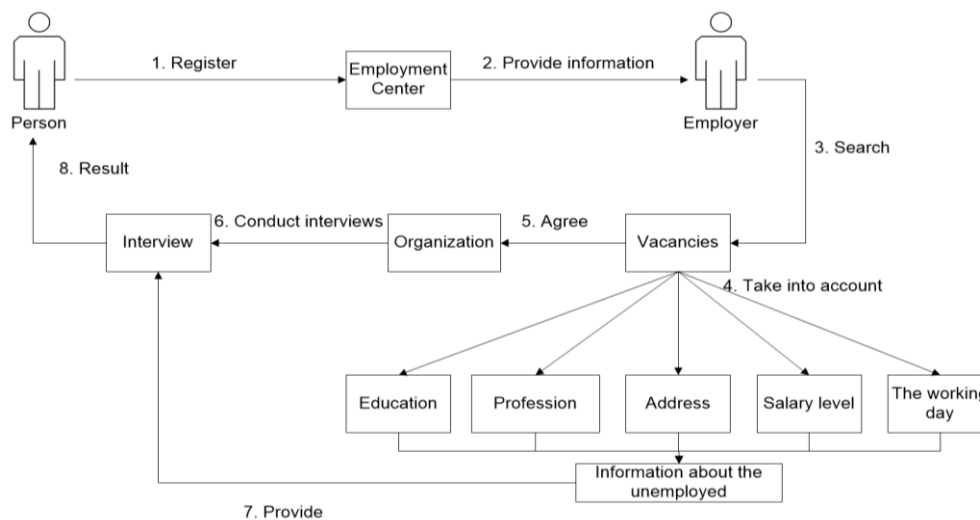 1. Register
Employment
Center
2. Provide information
Person
Employer
3. Search
8. Result
6. Conduct interviews
5. Agree
Interview
Organization
Vacancies
4. Take into account
Education
Profession
Address
Salary level
The working
day
Information about the
unemployed
7. Provide